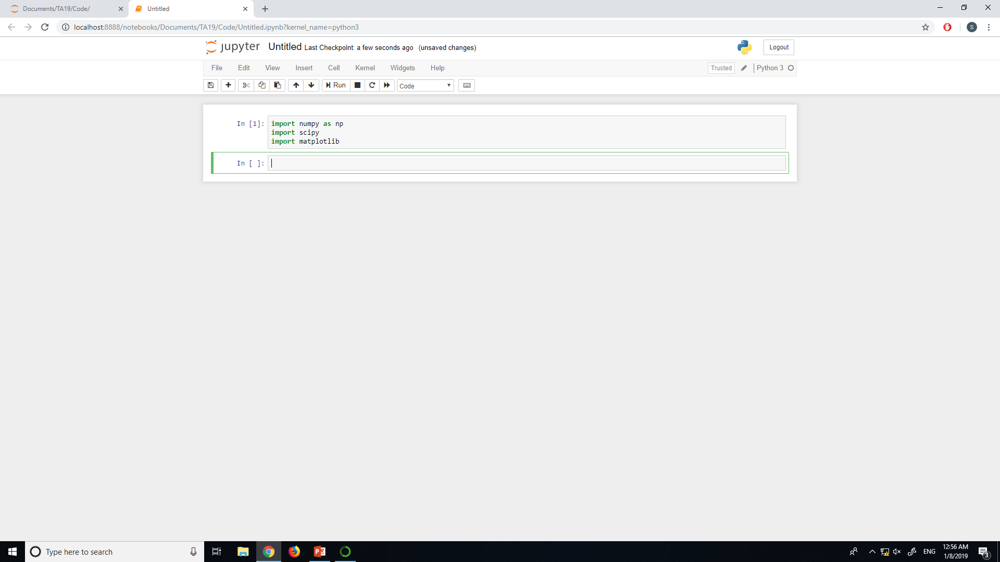 Documents/TA19/Code/
Untitled
localhost:8888/notebooks/Documents/TA19/Code/Untitled.ipynb?kernel_name=python3
S
jupyter Untitled Last Checkpoint: a few seconds ago (unsaved changes)
Logout
File Edit View Insert Cell Kernel Widgets Help
Trusted
Python 3
Run
Code
In [1]: import numpy as np
import scipy
import matplotlib
In [ ]:
Type here to search
P
ENG
12:56 AM
1/8/2019
3